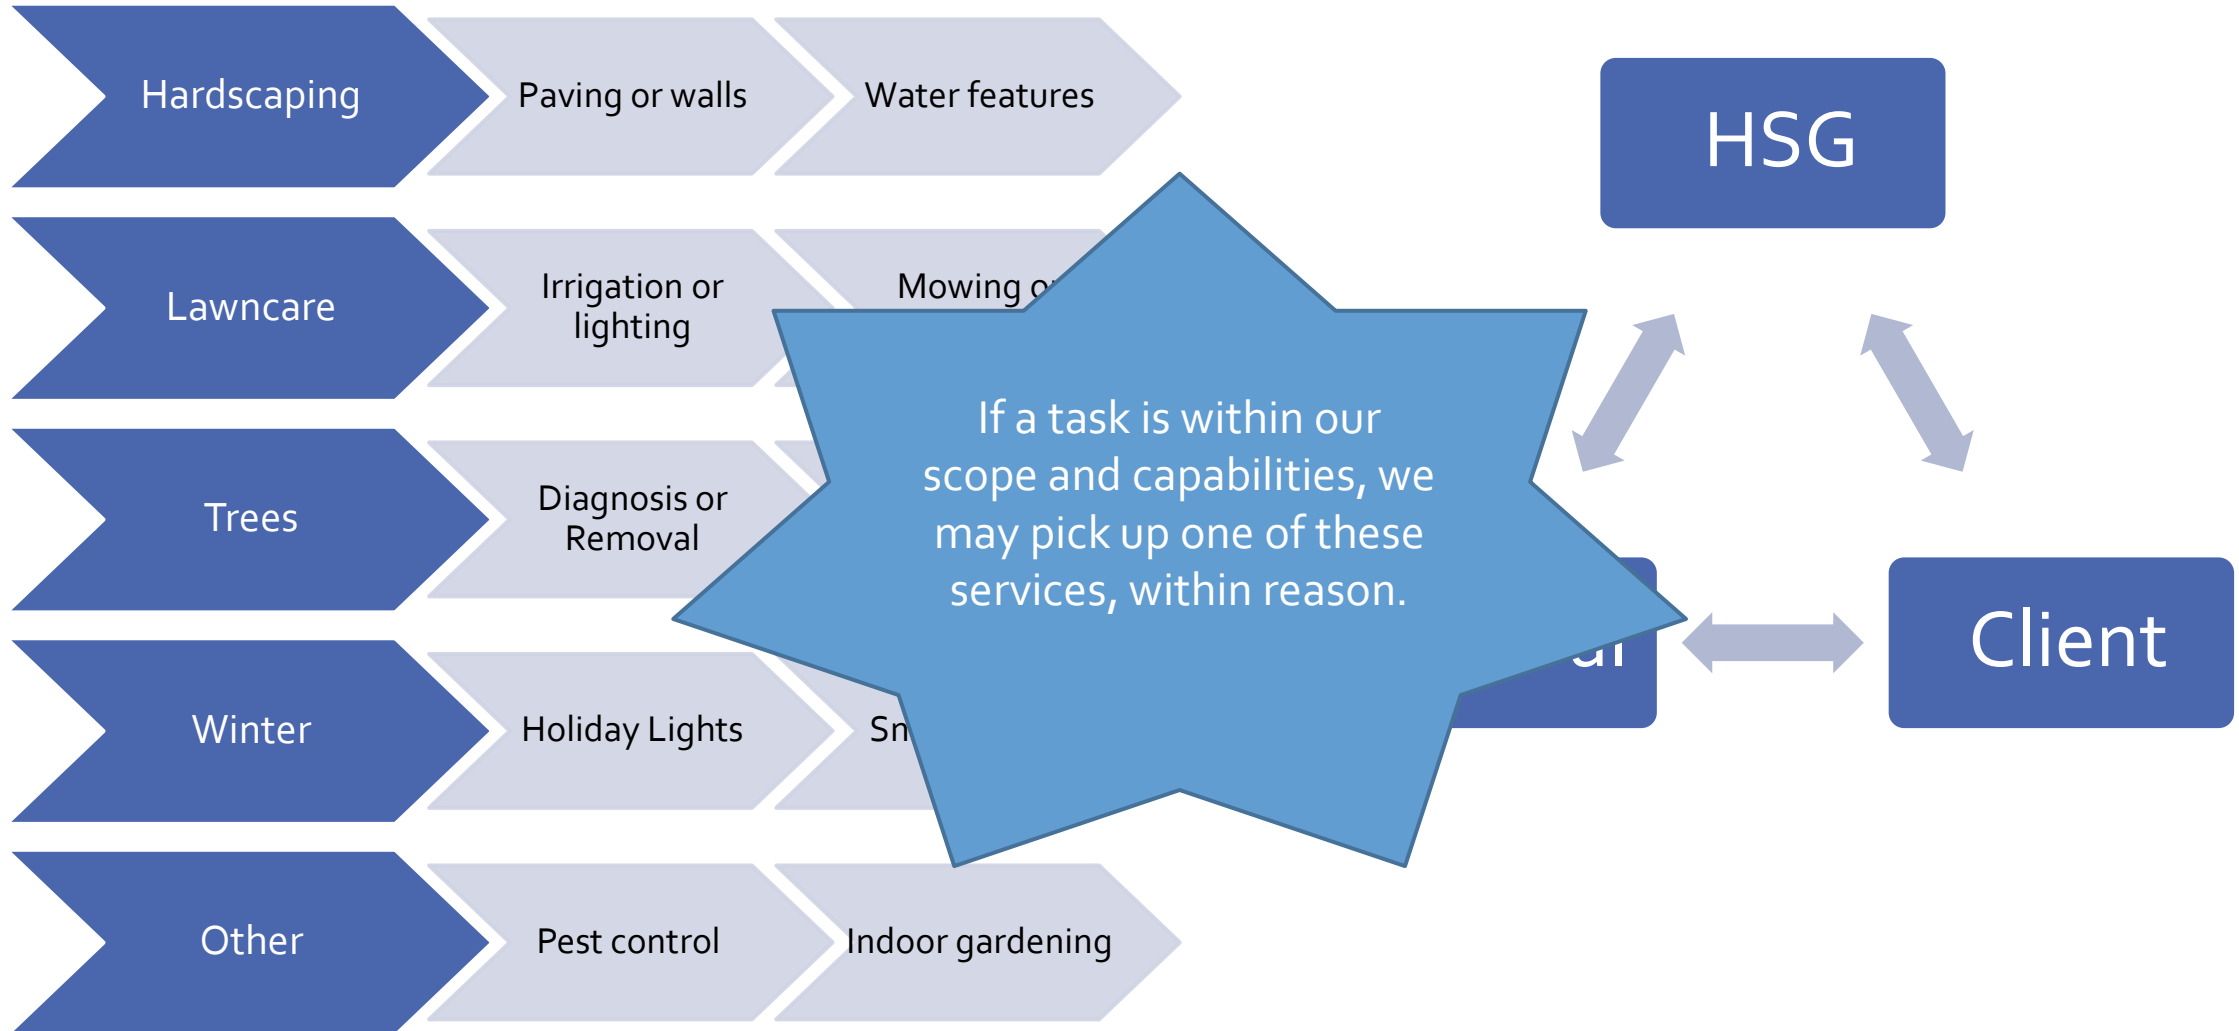 Hardscaping
Paving or walls
Water features
Lawncare
Irrigation or
lighting
Mowing
Trees
Diagnosis or
Removal
Winter
Holiday Lights
Other
Pest control
Indoor gardening
If a task is within our
scope and capabilities, we
may pick up one of these
services, within reason.
HSG
Client